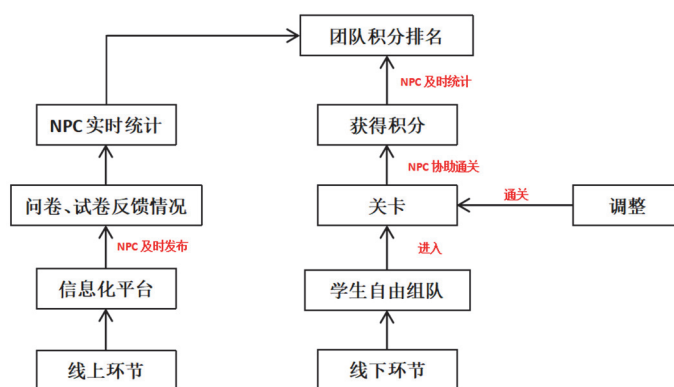 团队积分排名
NPC 及时统计
NPC 实时统计
获得积分
NPC 协助通关
问卷、试卷反馈情况
关卡
通关
调整
NPC 及时发布
进入
信息化平台
学生自由组队
线上环节
线下环节